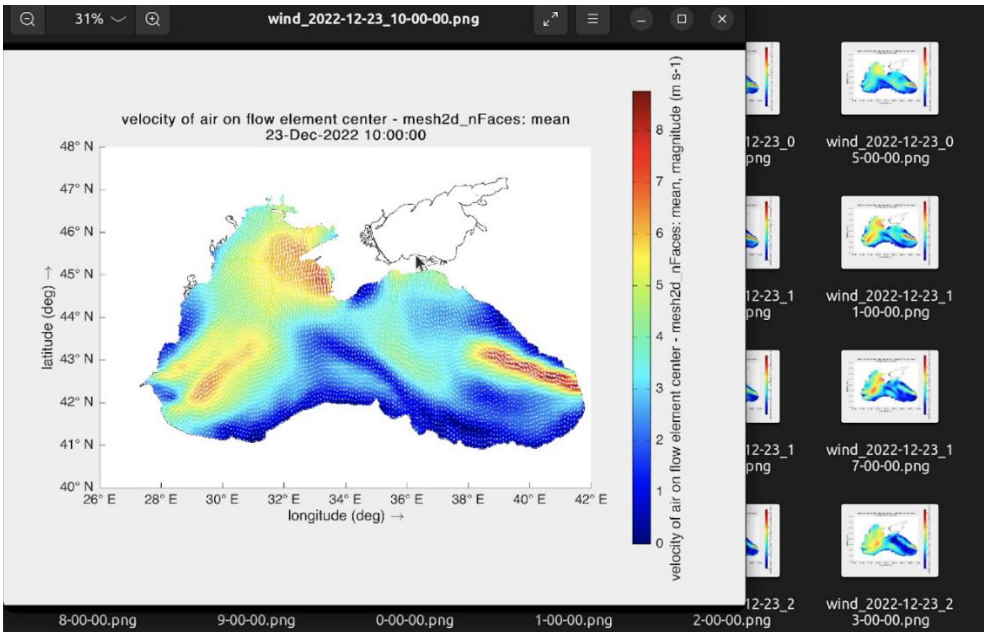 31%
wind_2022-12-23_10-00-00.png
velocity of air on flow element center - mesh2d_nFaces: mean
23-Dec-2022 10:00:00
48° N
47° N
46° N
45° N
44° N
43° N
42° N
41° N
40° N
latitude (deg) →
26° E
28° E
30° E
32° E
34° E
36° E
38° E
40° E
42° E
longitude (deg) →
8
7
6
5
4
3
2
1
0
velocity of air on flow element center - mesh2d_nFaces: mean, magnitude (m s-1)
12-23_0
png
wind_2022-12-23_0
5-00-00.png
12-23_1
png
wind_2022-12-23_1
1-00-00.png
12-23_1
png
wind_2022-12-23_1
7-00-00.png
12-23_2
wind_2022-12-23_2
3-00-00.png
8-00-00.png
9-00-00.png
0-00-00.png
1-00-00.png
2-00-00.png